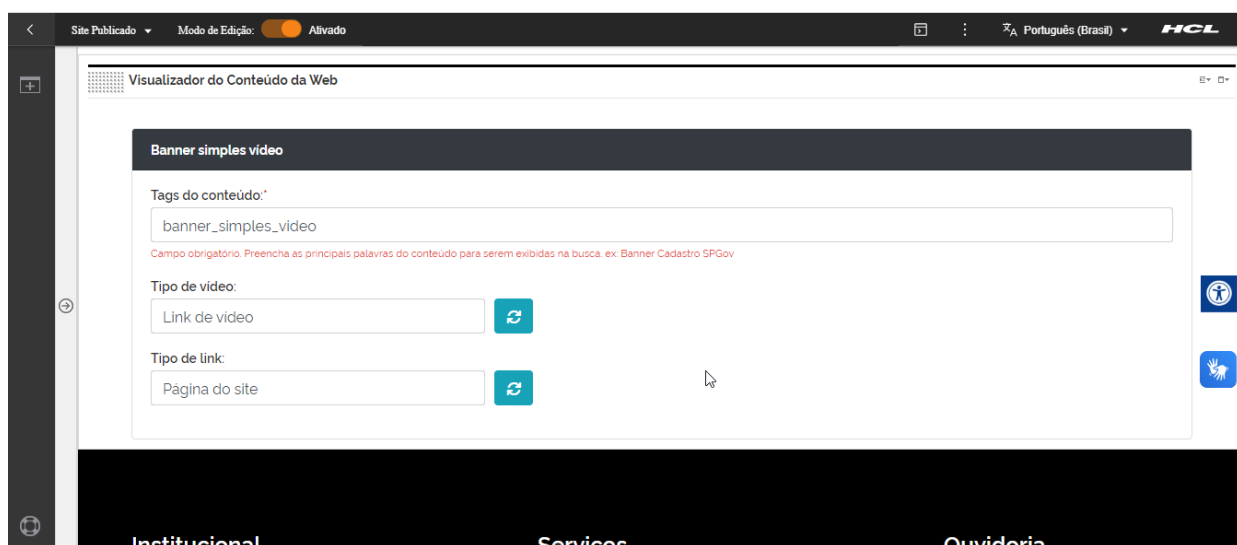 Site Publicado Modo de Edição: Ativado Português (Brasil) HCL
Visualizador do Conteúdo da Web
Banner simples vídeo
Tags do conteúdo:*
banner_simples_video
Campo obrigatório. Preencha as principais palavras do conteúdo para serem exibidas na busca. ex: Banner Cadastro SPGov
Tipo de vídeo:
Link de vídeo
Tipo de link:
Página do site
Institucional Serviços Ouvidoria